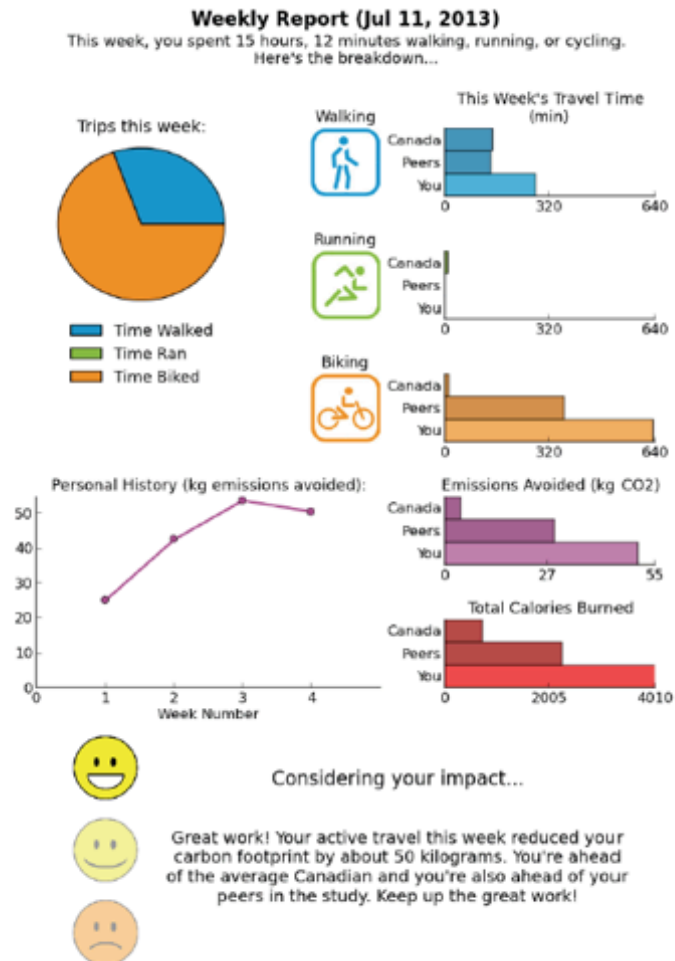 Weekly Report (Jul 11, 2013)
This week, you spent 15 hours, 12 minutes walking, running, or cycling.
Here's the breakdown...
Trips this week:
Time Walked
Time Ran
Time Biked
Walking
This Week's Travel Time
(min)
Canada
Peers
You
0 320 640
Running
Canada
Peers
You
0 320 640
Biking
Canada
Peers
You
0 320 640
Personal History (kg emissions avoided):
50
40
30
20
10
0
0 1 2 3 4
Week Number
Emissions Avoided (kg CO2)
Canada
Peers
You
0 27 55
Total Calories Burned
Canada
Peers
You
0 2005 4010
Considering your impact...
Great work! Your active travel this week reduced your
carbon footprint by about 50 kilograms. You're ahead
of the average Canadian and you're also ahead of your
peers in the study. Keep up the great work!